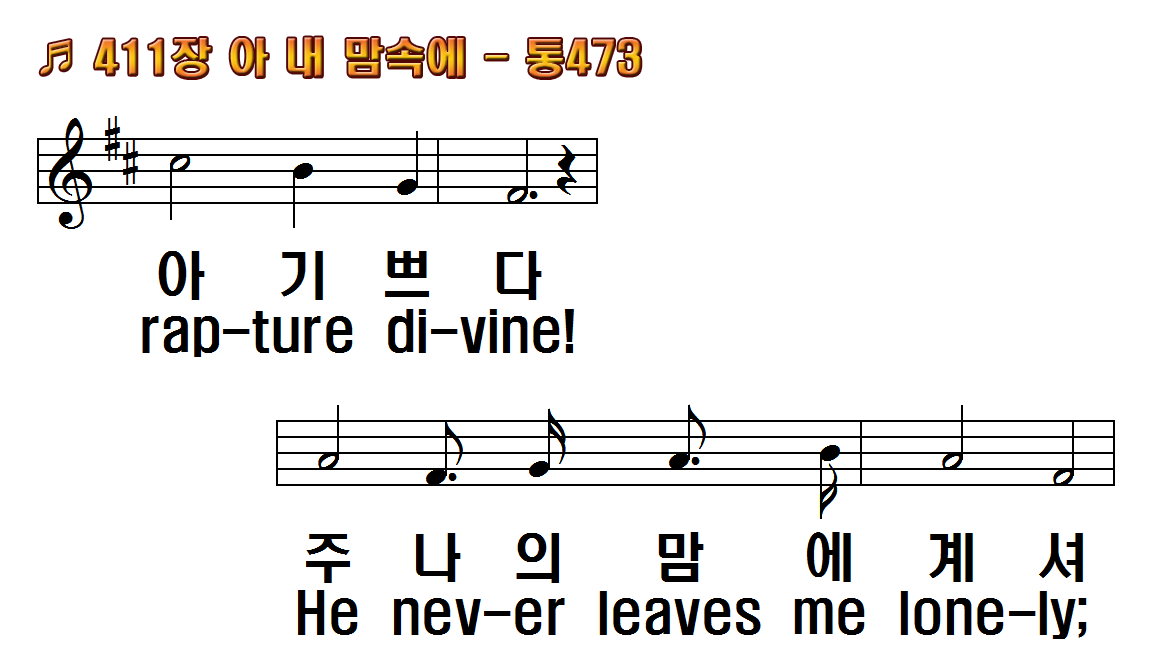 ♬ 411장 아 내 맘속에 - 통473
아 기 쁘 다
rap-ture di-vine!
주 나 의 맘 에 계 셔
He nev-er leaves me lone-ly;